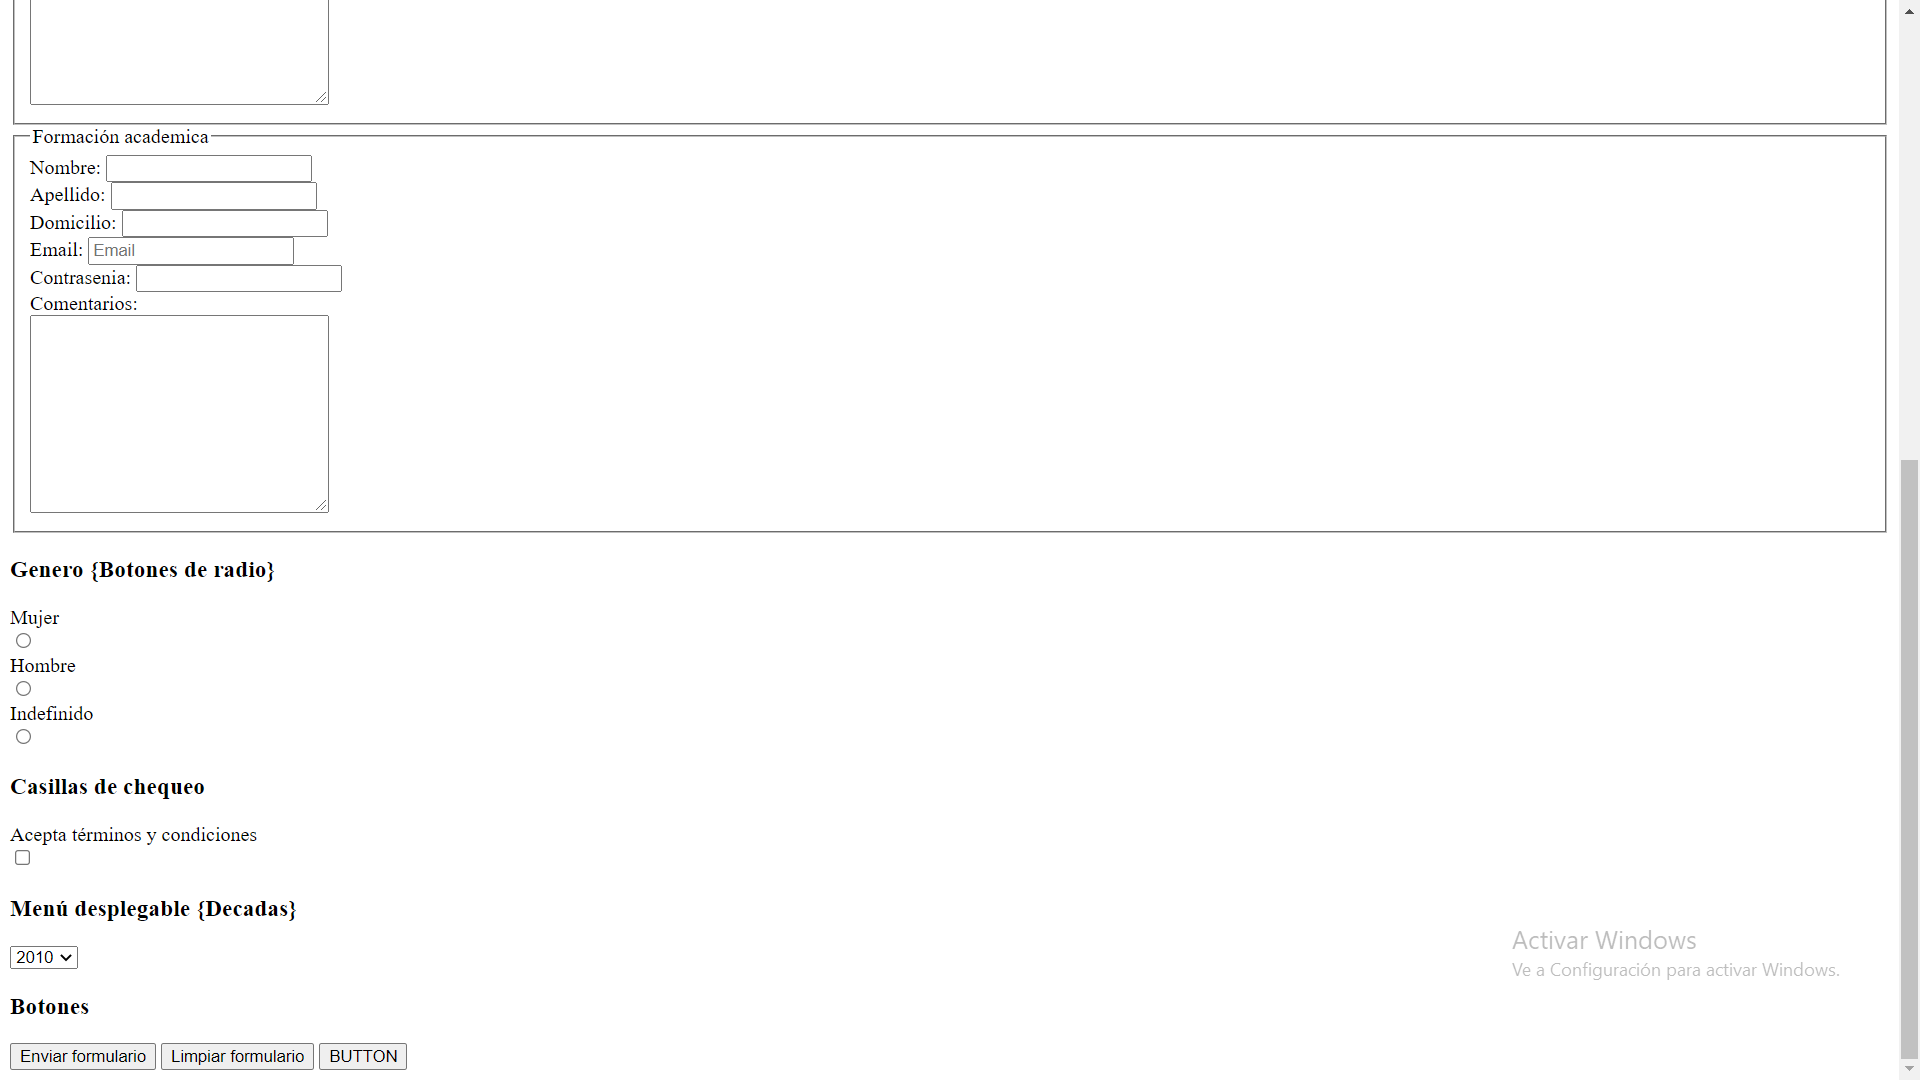 Formación academica
Nombre:
Apellido:
Domicilio:
Email: Email
Contrasenia:
Comentarios:
Genero {Botones de radio}
Mujer
Hombre
Indefinido
Casillas de chequeo
Acepta términos y condiciones
Menú desplegable {Decadas}
2010
Botones
Enviar formulario Limpiar formulario BUTTON
Activar Windows
Ve a Configuración para activar Windows.